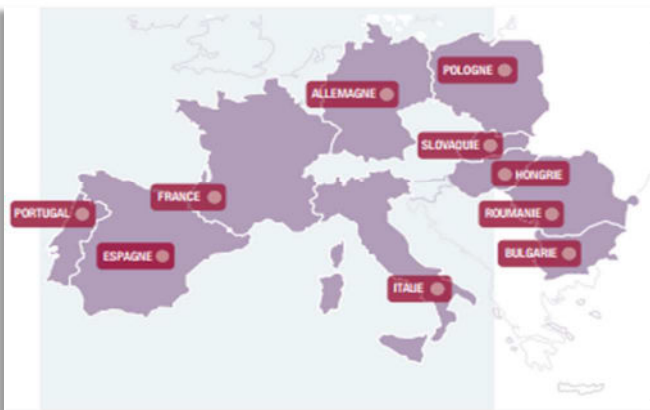 POLOGNE
ALLEMAGNE
SLOVAQUIE
HONGRIE
FRANCE
PORTUGAL
ROUMANIE
ESPAGNE
BULGARIE
ITALIE